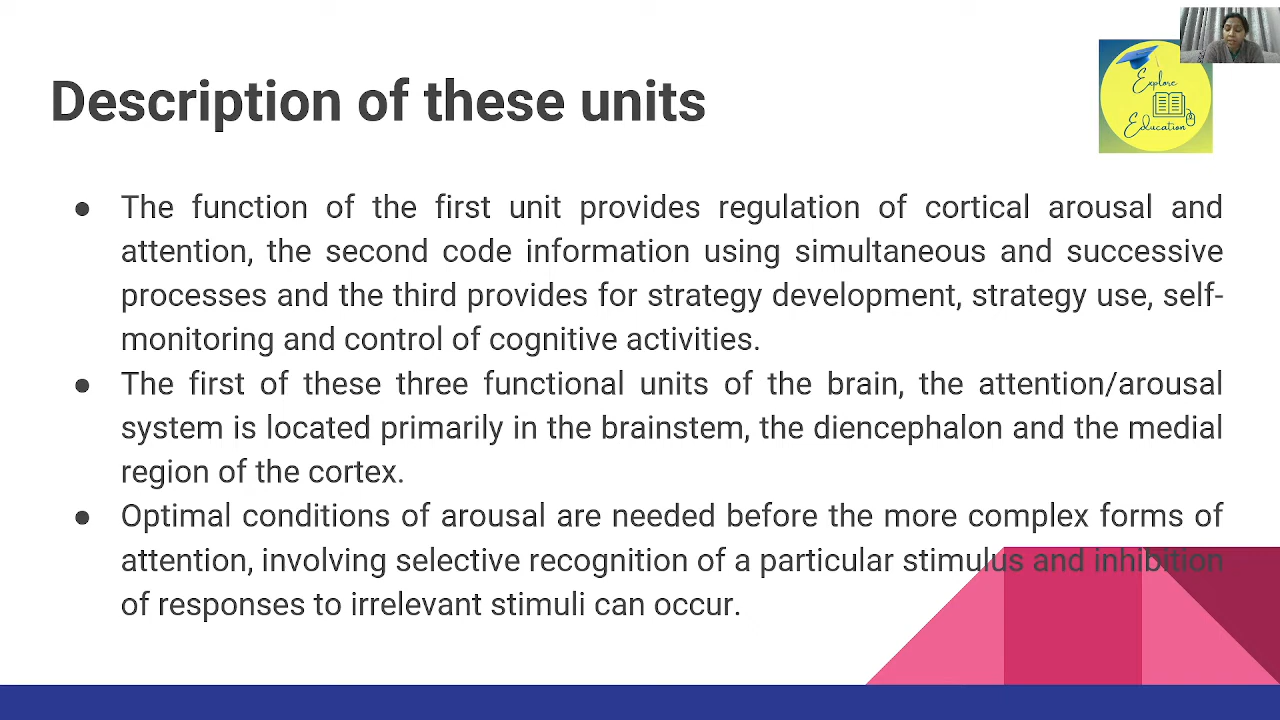 Description of these units
Explore
Education
● The function of the first unit provides regulation of cortical arousal and
attention, the second code information using simultaneous and successive
processes and the third provides for strategy development, strategy use, self-
monitoring and control of cognitive activities.
● The first of these three functional units of the brain, the attention/arousal
system is located primarily in the brainstem, the diencephalon and the medial
region of the cortex.
● Optimal conditions of arousal are needed before the more complex forms of
attention, involving selective recognition of a particular stimulus and inhibition
of responses to irrelevant stimuli can occur.